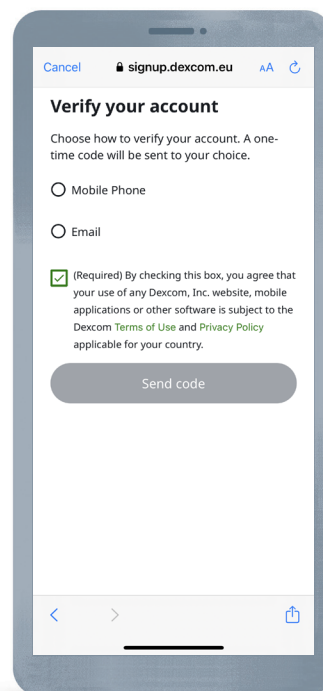 Cancel signup.dexcom.eu AA
Verify your account
Choose how to verify your account. A one-
time code will be sent to your choice.
Mobile Phone
Email
(Required) By checking this box, you agree that
your use of any Dexcom, Inc. website, mobile
applications or other software is subject to the
Dexcom Terms of Use and Privacy Policy
applicable for your country.
Send code